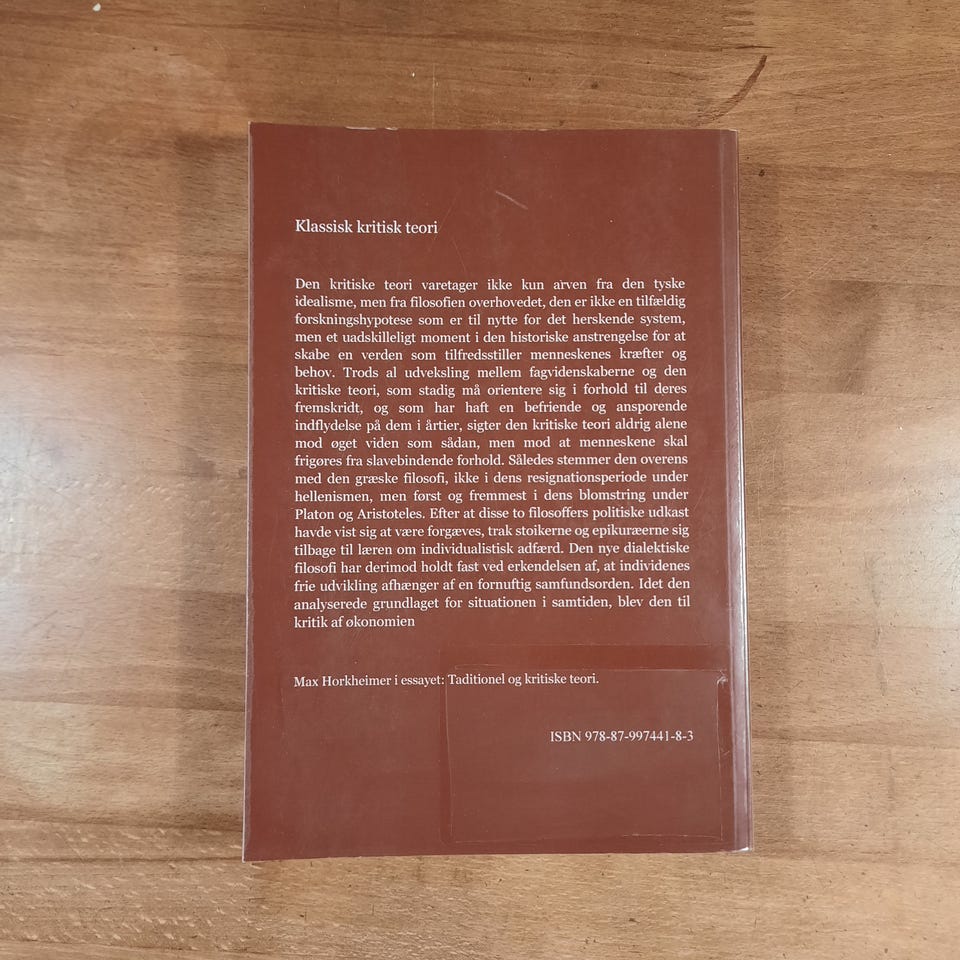 Klassisk kritisk teori
Den kritiske teori varetager ikke kun arven fra den tyske
idealisme, men fra filosofien overhovedet, den er ikke en tilfældig
forskningshypotese som er til nytte for det herskende system,
men et uadskilleligt moment i den historiske anstrengelse for at
skabe en verden som tilfredsstiller menneskenes kræfter og
behov. Trods al udveksling mellem fagvidenskaberne og den
kritiske teori, som stadig må orientere sig i forhold til deres
fremskridt, og som har haft en befriende og ansporende
indflydelse på dem i årtier, sigter den kritiske teori aldrig alene
mod øget viden som sådan, men mod at menneskene skal
frigøres fra slavebindende forhold. Således stemmer den overens
med den græske filosofi, ikke i dens resignationsperiode under
hellenismen, men først og fremmest i dens blomstring under
Platon og Aristoteles. Efter at disse to filosoffers politiske udkast
havde vist sig at være forgæves, trak stoikerne og epikuræerne sig
tilbage til læren om individualistisk adfærd. Den nye dialektiske
filosofi har derimod holdt fast ved erkendelsen af, at individenes
frie udvikling afhænger af en fornuftig samfundsorden. Idet den
analyserede grundlaget for situationen i samtiden, blev den til
kritik af økonomien
Max Horkheimer i essayet: Taditionel og kritiske teori.
ISBN 978-87-997441-8-3